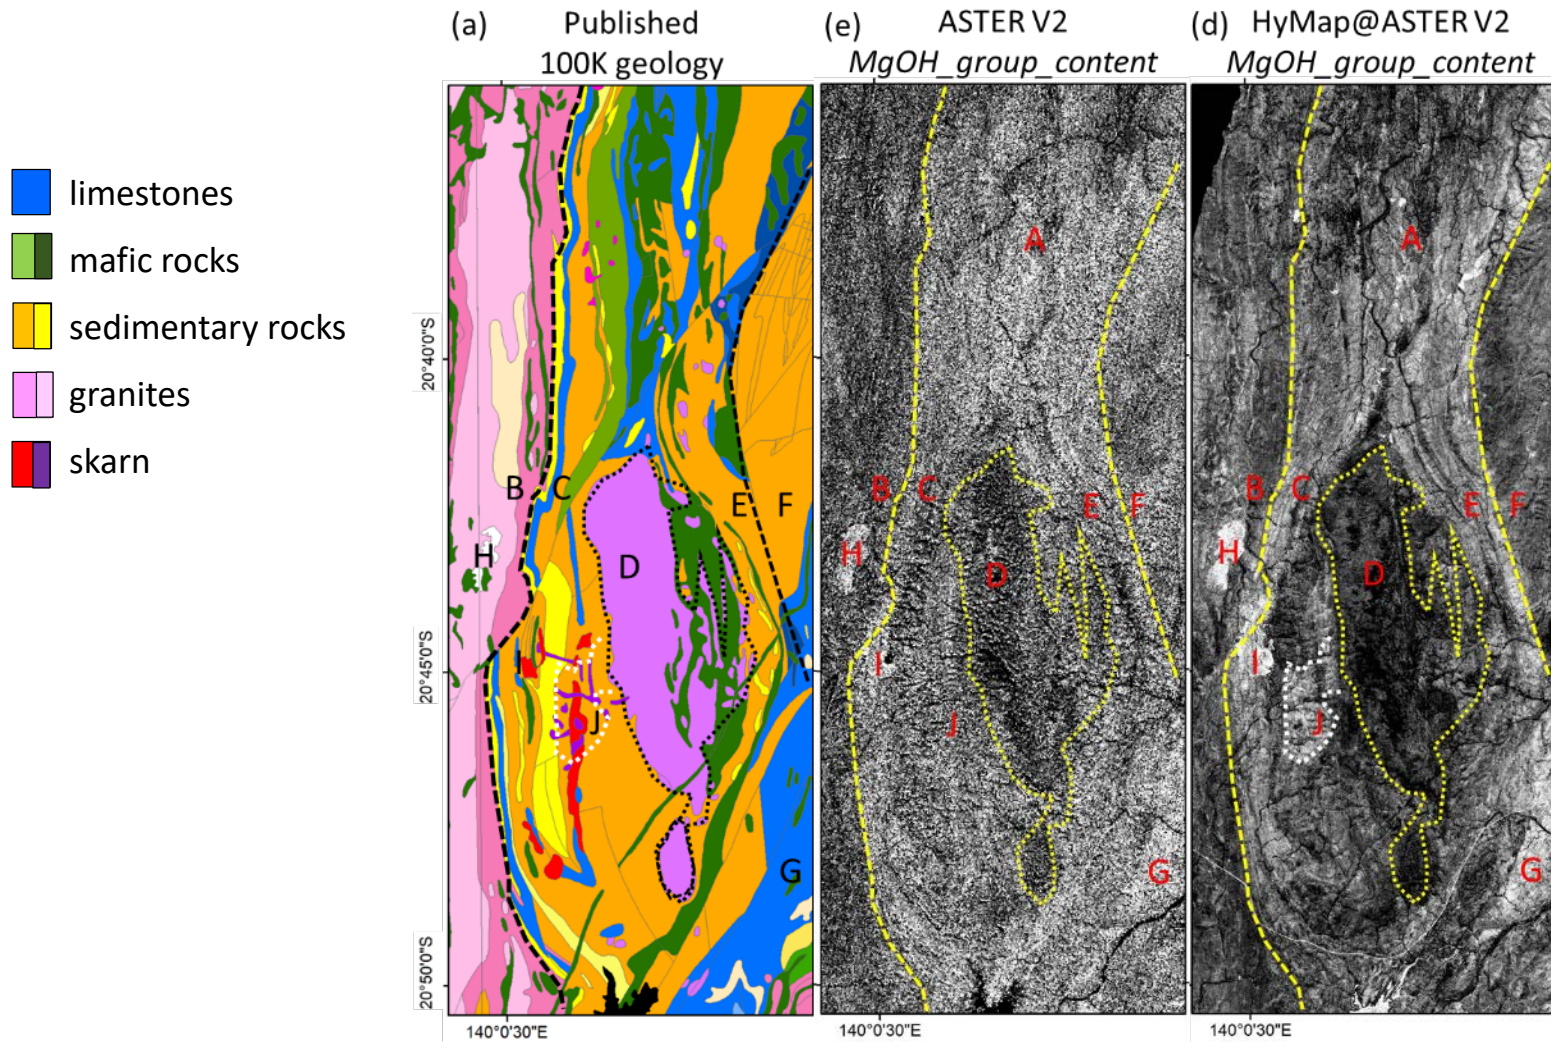 limestones
mafic rocks
sedimentary rocks
granites
skarn
(a) Published
100K geology
20°40'0"S
20°45'0"S
20°50'0"S
140°0'30"E
B
C
E
F
H
D
I
J
G
(e) ASTER V2
MgOH_group_content
A
B
C
E
F
H
D
I
J
G
140°0'30"E
(d) HyMap@ASTER V2
MgOH_group_content
A
B
C
E
F
H
D
I
J
G
140°0'30"E